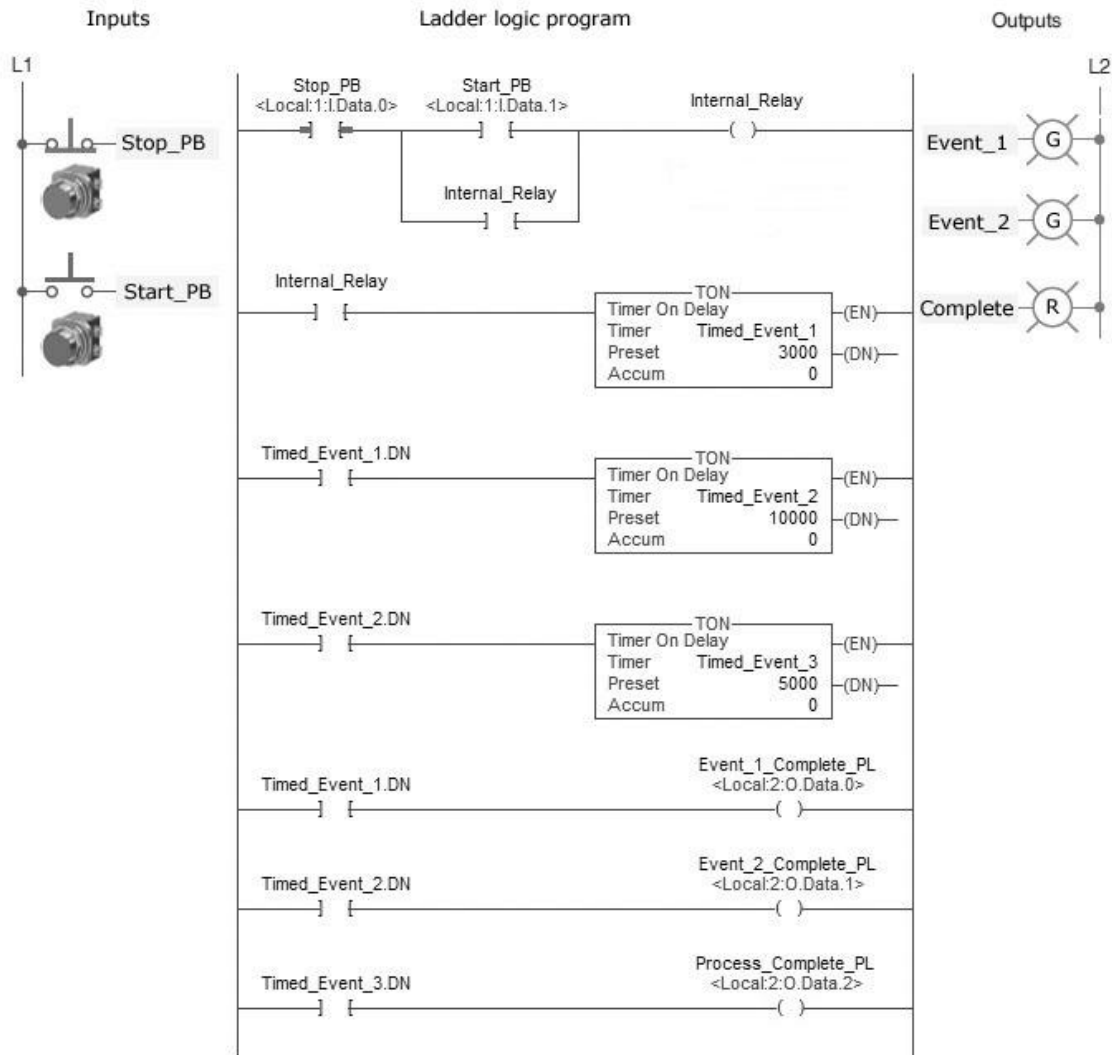 Inputs
Ladder logic program
Outputs
L1
L2
Stop_PB
<Local:1:I.Data.0>
Start_PB
<Local:1:I.Data.1>
Internal_Relay
Stop_PB
Internal_Relay
Start_PB
Event_1
G
Event_2
G
Complete
R
Internal_Relay
TON
Timer On Delay
Timer Timed_Event_1
Preset 3000
Accum 0
(EN)
(DN)
Timed_Event_1.DN
TON
Timer On Delay
Timer Timed_Event_2
Preset 10000
Accum 0
(EN)
(DN)
Timed_Event_2.DN
TON
Timer On Delay
Timer Timed_Event_3
Preset 5000
Accum 0
(EN)
(DN)
Timed_Event_1.DN
Event_1_Complete_PL
<Local:2:O.Data.0>
Timed_Event_2.DN
Event_2_Complete_PL
<Local:2:O.Data.1>
Timed_Event_3.DN
Process_Complete_PL
<Local:2:O.Data.2>